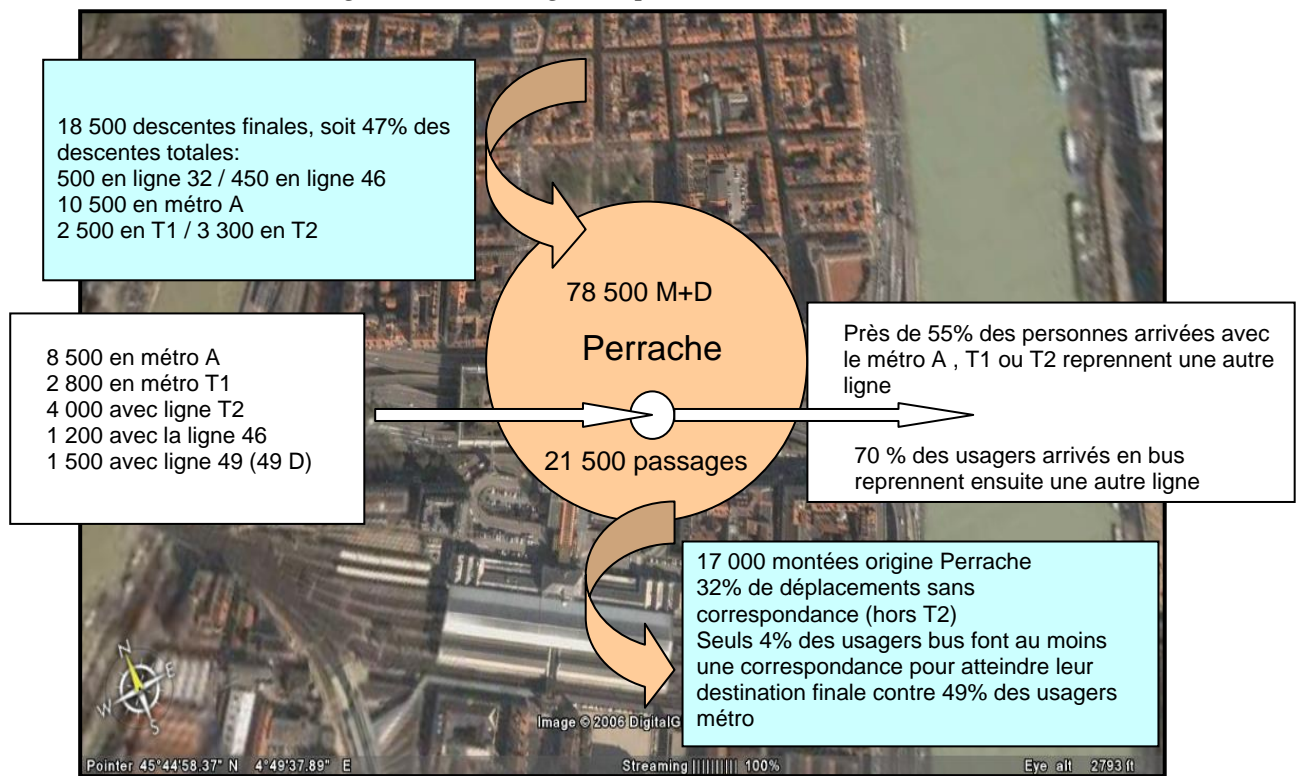 18 500 descentes finales, soit 47% des
descentes totales:
500 en ligne 32 / 450 en ligne 46
10 500 en métro A
2 500 en T1 / 3 300 en T2
78 500 M+D
Perrache
8 500 en métro A
2 800 en métro T1
4 000 avec ligne T2
1 200 avec la ligne 46
1 500 avec ligne 49 (49 D)
Près de 55% des personnes arrivées avec
le métro A , T1 ou T2 reprennent une autre
ligne
70 % des usagers arrivés en bus
reprennent ensuite une autre ligne
21 500 passages
17 000 montées origine Perrache
32% de déplacements sans
correspondance (hors T2)
Seuls 4% des usagers bus font au moins
une correspondance pour atteindre leur
destination finale contre 49% des usagers
métro
N
E
W
S
Image © 2006 DigitalG
Pointer 45°44'58.37" N 4°49'37.89" E
Streaming |||||||||| 100%
Eye alt 2793 ft